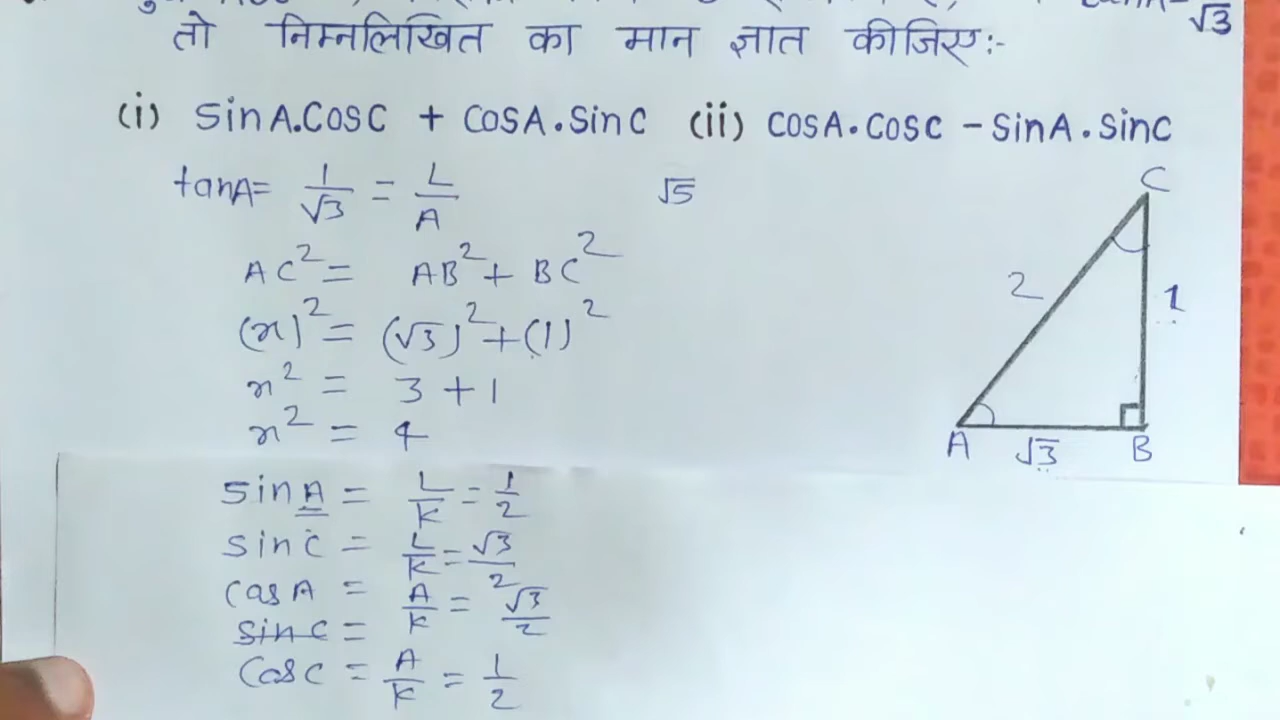 √3
तो निम्नलिखित का मान ज्ञात कीजिए:-
(i) sinA.cosC + cosA.sinC (ii) cosA.cosC - sinA.sinC
tanA= 1/√3 = L/A √5
AC² = AB² + BC²
(x)² = (√3)² + (1)²
x² = 3 + 1
x² = 4
sinA = L/K = 1/2
sinC = L/K = √3/2
cosA = A/K = √3/2
sinC =
cosC = A/K = 1/2
C
2
1
A √3 B